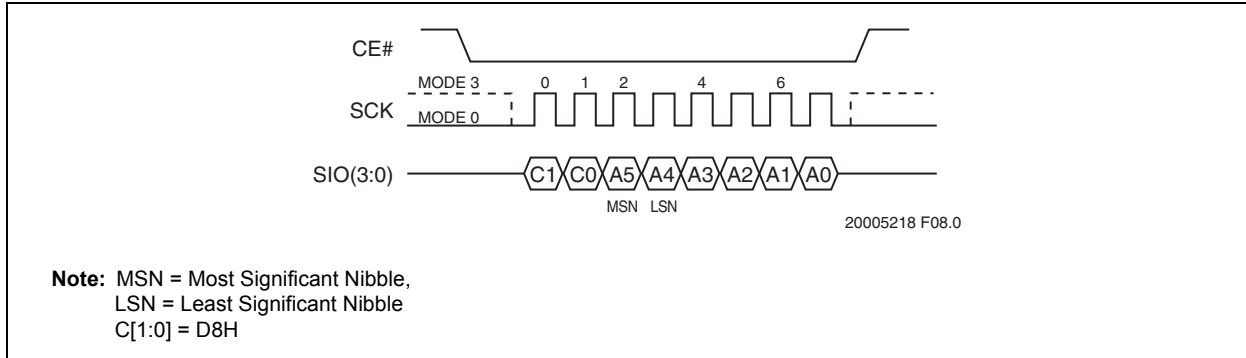 CE#
MODE 3 0 1 2 4 6
SCK
MODE 0
SIO(3:0) C1 C0 A5 A4 A3 A2 A1 A0
MSN LSN
20005218 F08.0
Note: MSN = Most Significant Nibble,
LSN = Least Significant Nibble
C[1:0] = D8H